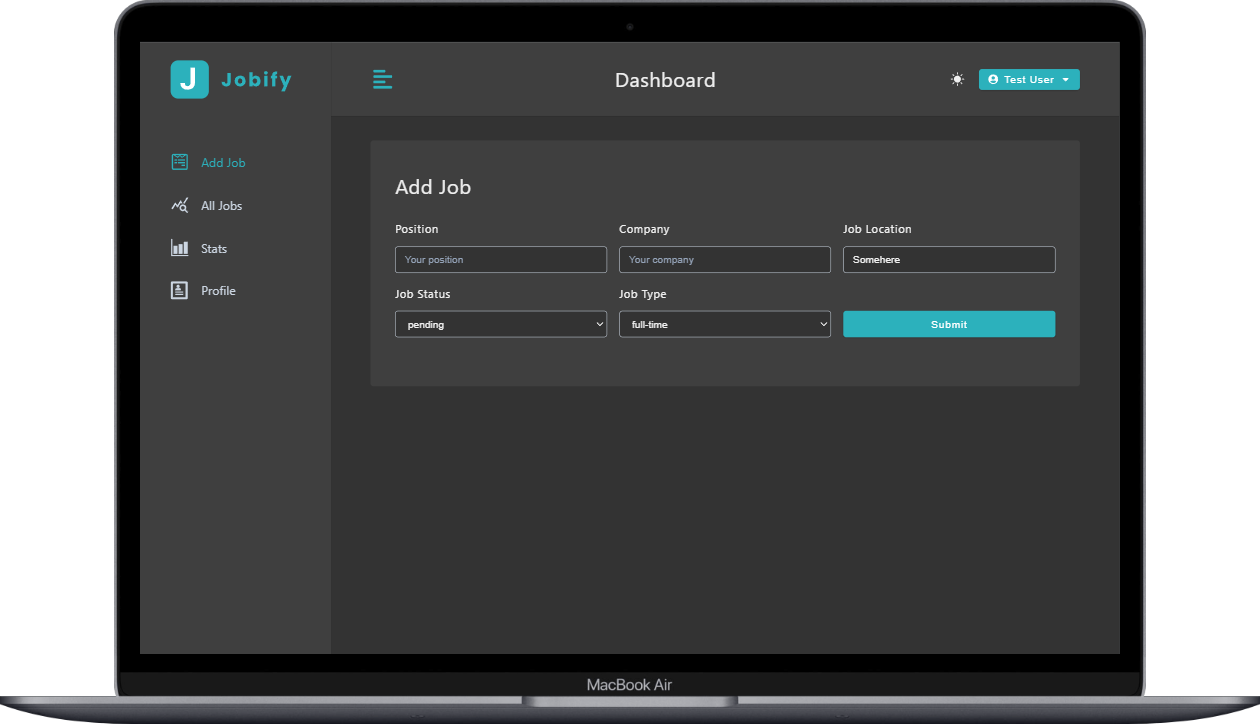 J Jobify
Dashboard
Test User
Add Job
All Jobs
Stats
Profile
Add Job
Position
Company
Job Location
Your position
Your company
Somehere
Job Status
Job Type
pending
full-time
Submit
MacBook Air